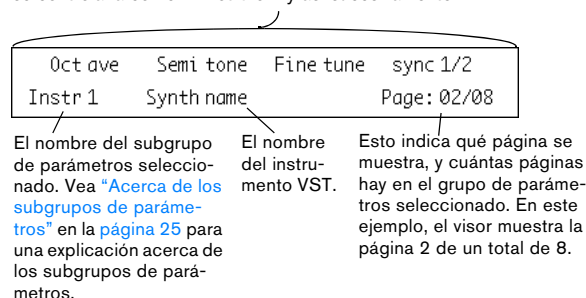 Oct ave Semi tone Fine tune sync 1/2
Instr 1 Synth name Page: 02/08
El nombre del subgrupo
de parámetros seleccio-
nado. Vea “Acerca de los
subgrupos de paráme-
tros” en la página 25 para
una explicación acerca de
los subgrupos de pará-
metros.
El nombre
del instru-
mento VST.
Esto indica qué página se
muestra, y cuántas páginas
hay en el grupo de paráme-
tros seleccionado. En este
ejemplo, el visor muestra la
página 2 de un total de 8.